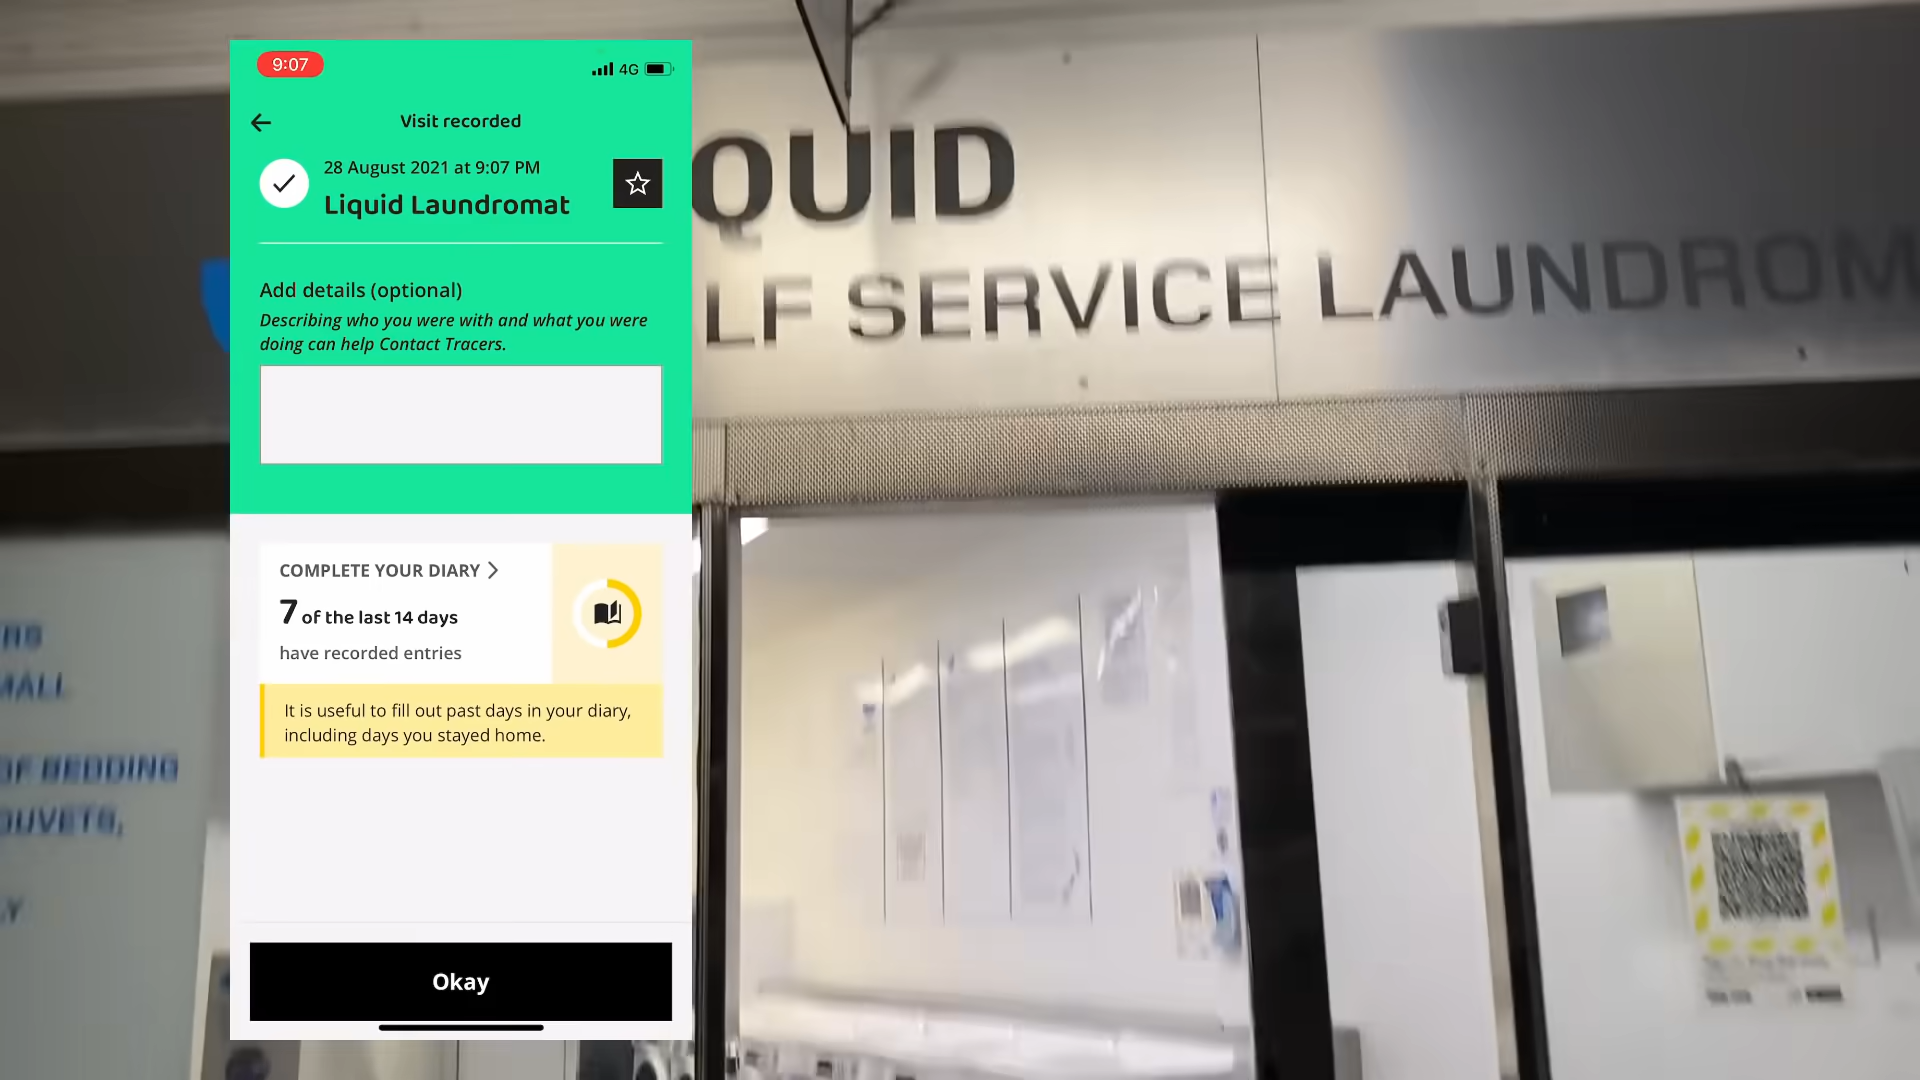 9:07
4G
Visit recorded
28 August 2021 at 9:07 PM
Liquid Laundromat
Add details (optional)
Describing who you were with and what you were
doing can help Contact Tracers.
COMPLETE YOUR DIARY
7 of the last 14 days
have recorded entries
It is useful to fill out past days in your diary,
including days you stayed home.
Okay
QUID
LF SERVICE LAUNDROM
OF BEDDING